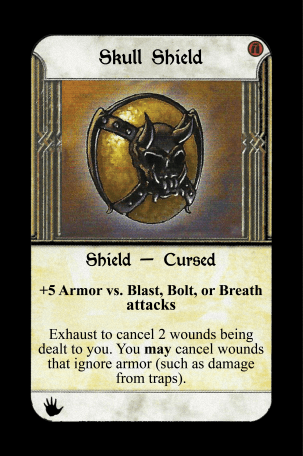 Skull Shield
Shield — Cursed
+5 Armor vs. Blast, Bolt, or Breath
attacks
Exhaust to cancel 2 wounds being
dealt to you. You may cancel wounds
that ignore armor (such as damage
from traps).